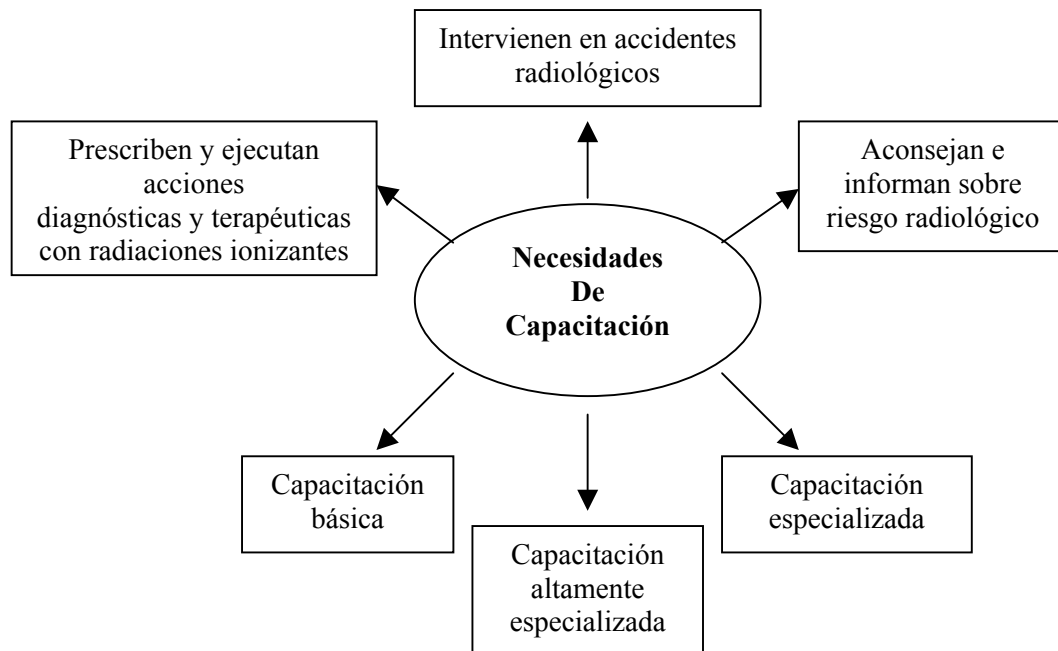 Intervienen en accidentes
radiológicos
Prescriben y ejecutan
acciones
diagnósticas y terapéuticas
con radiaciones ionizantes
Aconsejan e
informan sobre
riesgo radiológico
Necesidades
De
Capacitación
Capacitación
básica
Capacitación
altamente
especializada
Capacitación
especializada